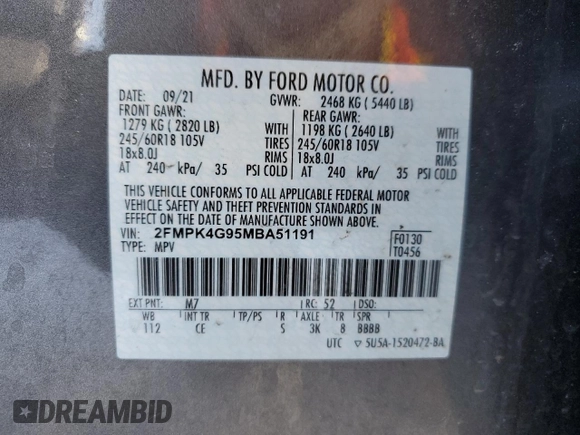 MFD. BY FORD MOTOR CO.
DATE: 09/21 GVWR: 2468 KG ( 5440 LB)
FRONT GAWR: REAR GAWR:
1279 KG ( 2820 LB) WITH 1198 KG ( 2640 LB) WITH
245/60R18 105V TIRES 245/60R18 105V TIRES
18x8.0J RIMS 18x8.0J RIMS
AT 240 kPa/ 35 PSI COLD AT 240 kPa/ 35 PSI COLD
THIS VEHICLE CONFORMS TO ALL APPLICABLE FEDERAL MOTOR
VEHICLE SAFETY AND THEFT PREVENTION STANDARDS IN
EFFECT ON THE DATE OF MANUFACTURE SHOWN ABOVE.
VIN: 2FMPK4G95MBA51191 F0130
TYPE: MPV T0456
EXT PNT: M7 RC: 52 DSO:
WB INT TR TP/PS R AXLE TR SPR
112 CE S 3K 8 BBBB
UTC ▽ 5U5A-1520472-BA
DREAMBID